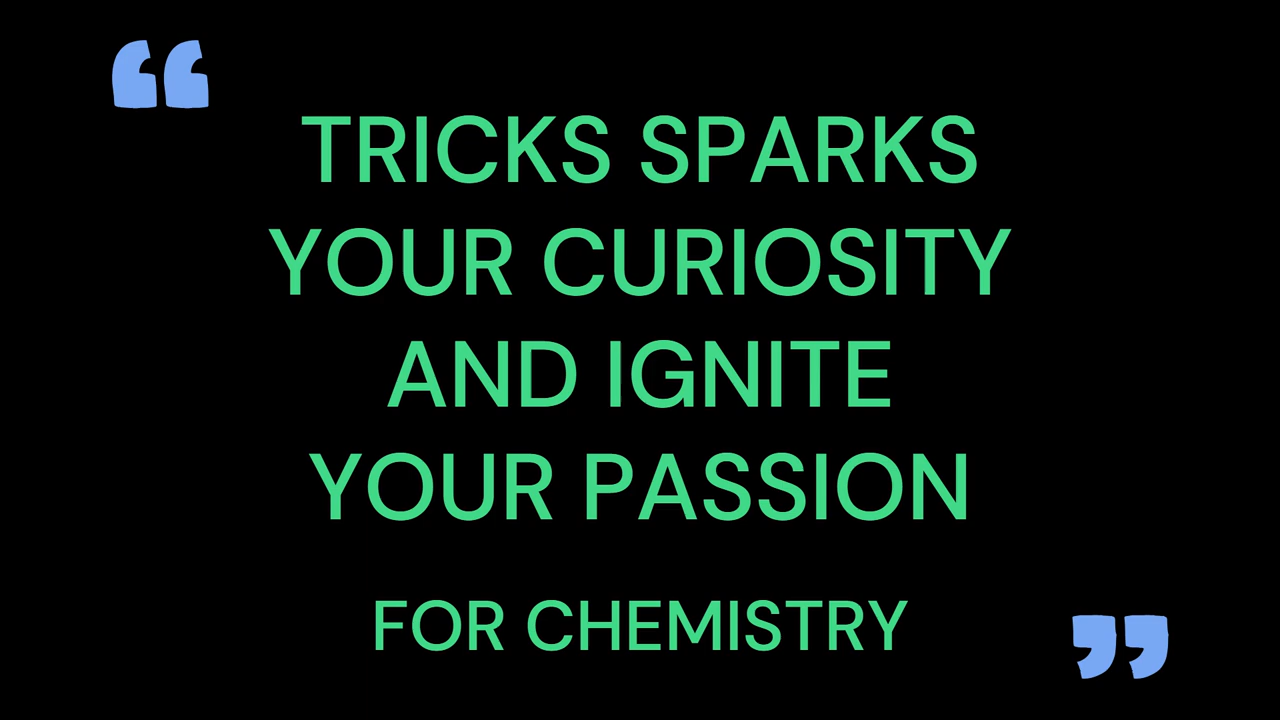 “
TRICKS SPARKS
YOUR CURIOSITY
AND IGNITE
YOUR PASSION
FOR CHEMISTRY
”